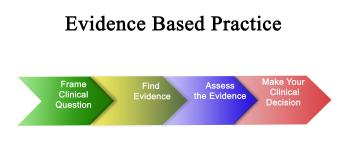 Evidence Based Practice
Frame
Clinical
Question
Find
Evidence
Assess
the Evidence
Make Your
Clinical
Decision